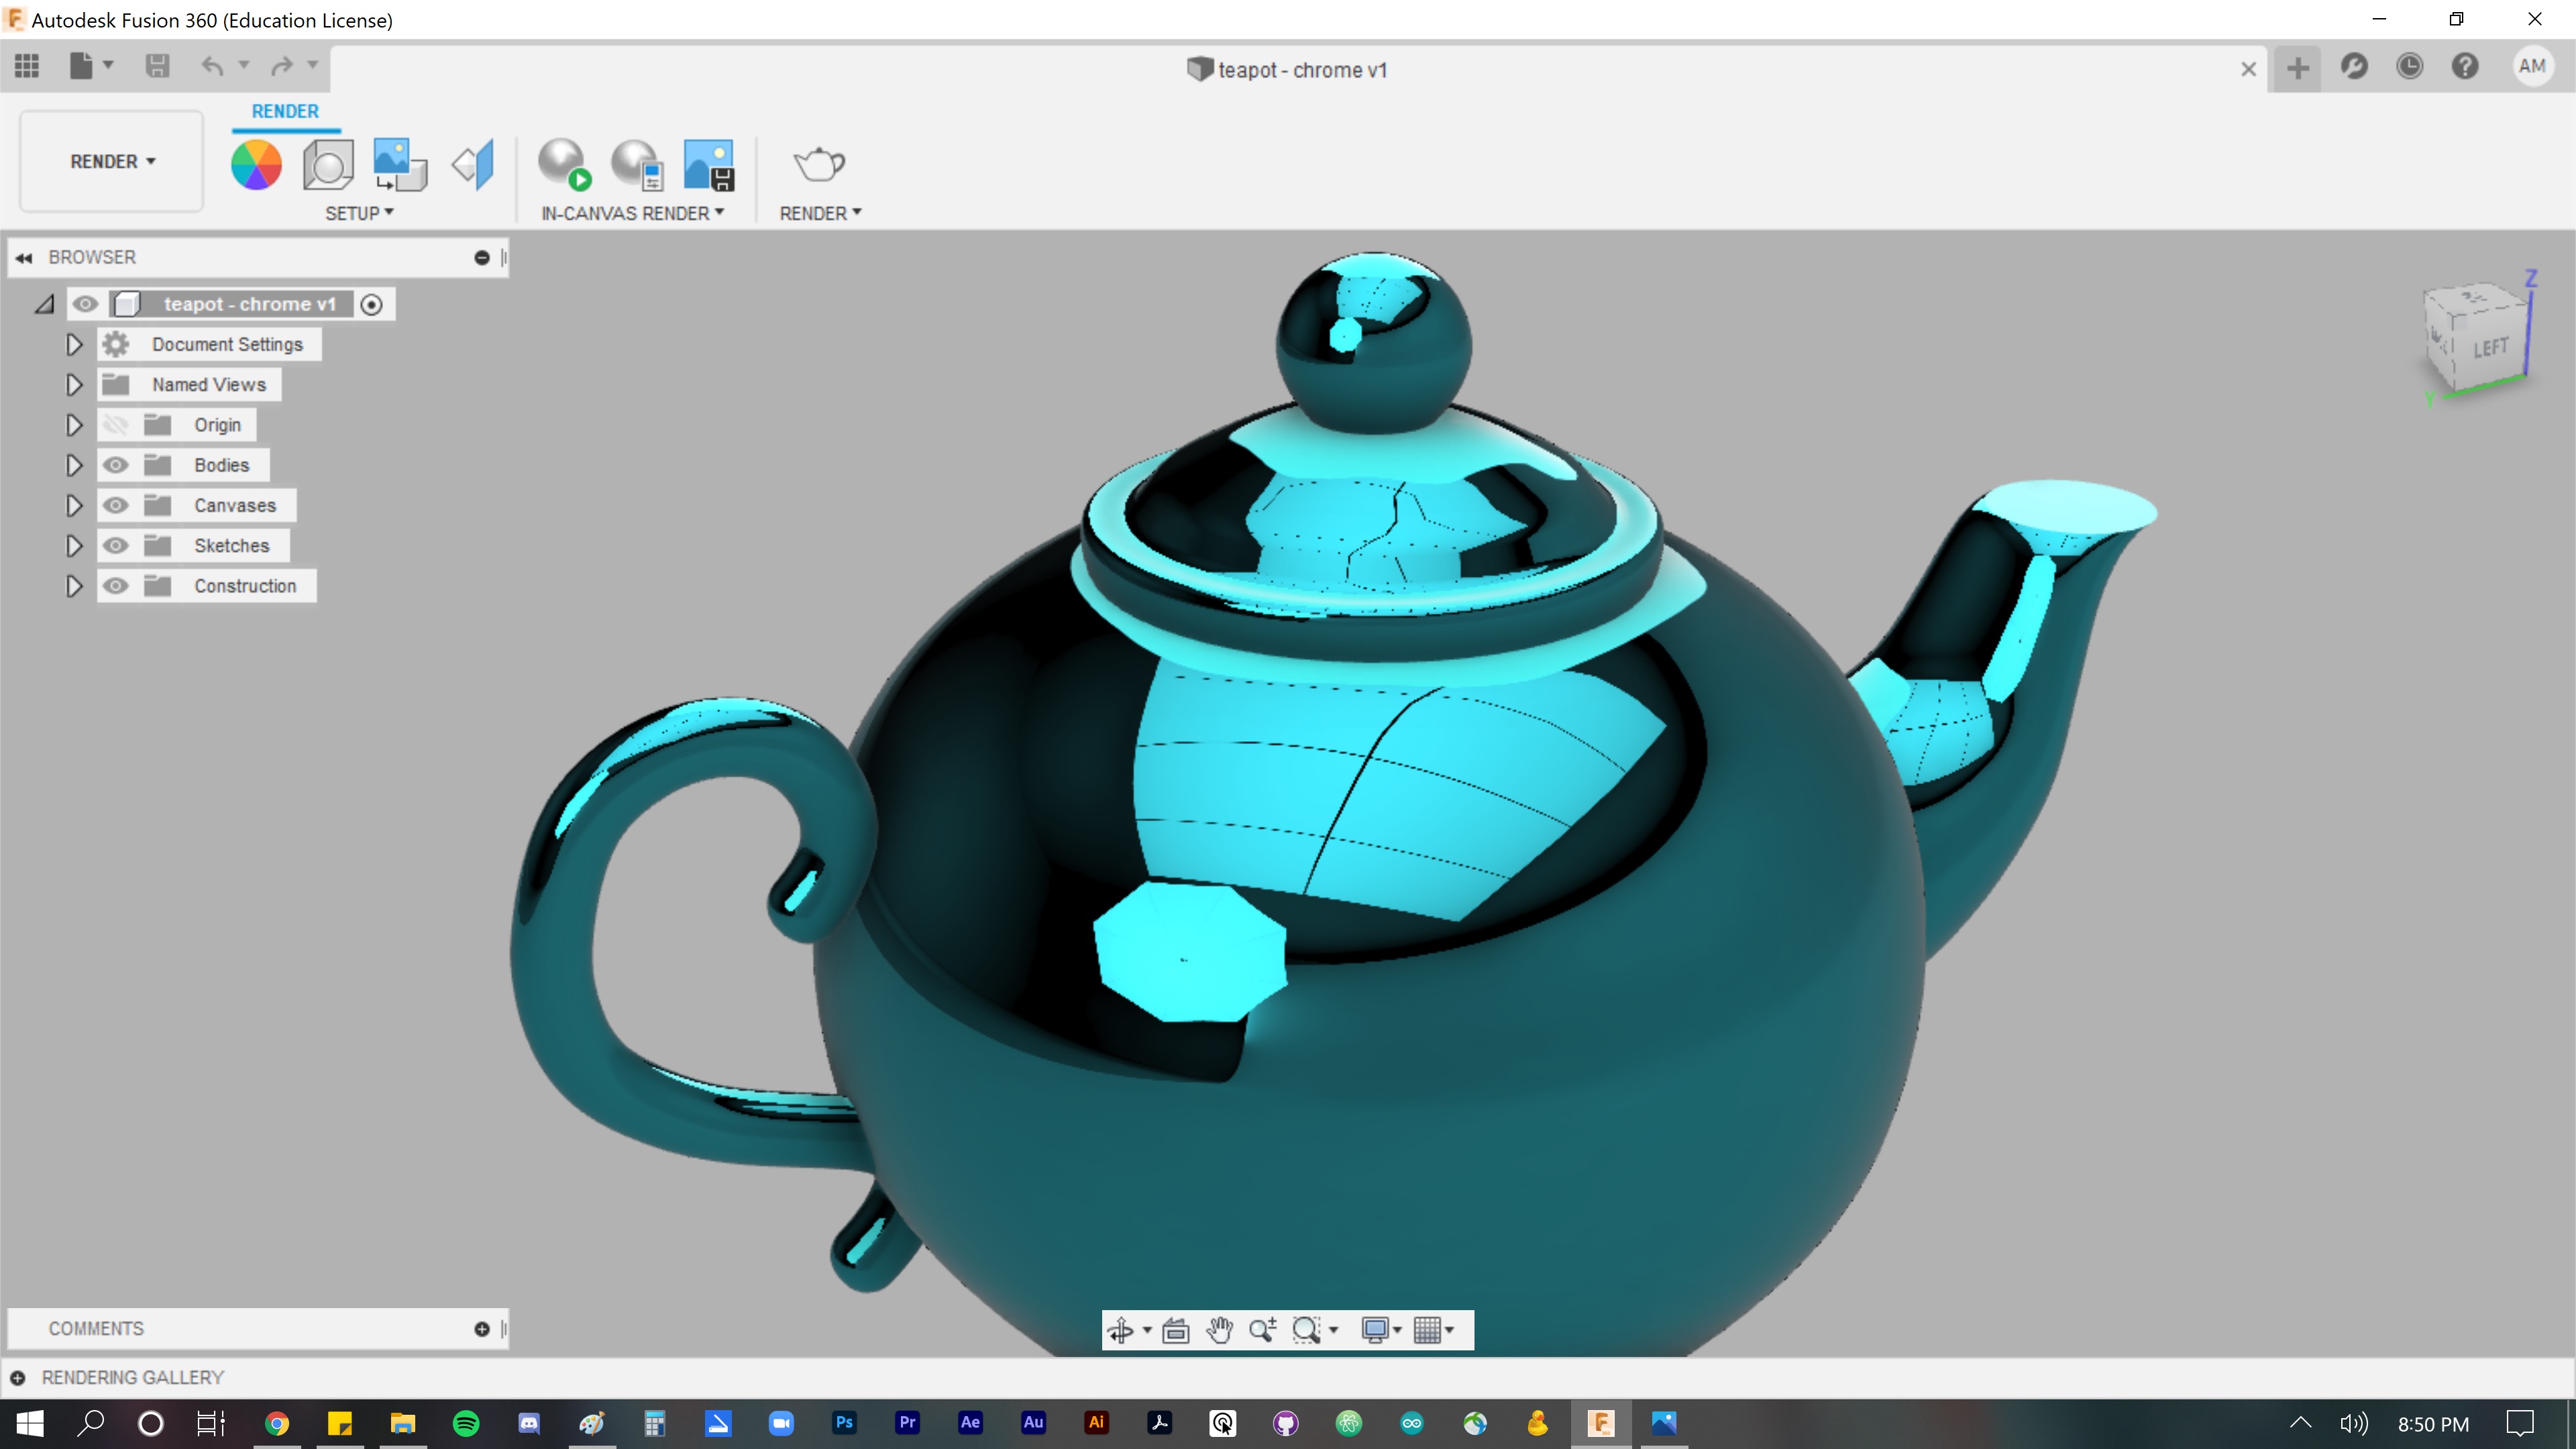 Autodesk Fusion 360 (Education License)
teapot - chrome v1
AM
RENDER
RENDER
SETUP
IN-CANVAS RENDER
RENDER
BROWSER
teapot - chrome v1
Document Settings
Named Views
Origin
Bodies
Canvases
Sketches
Construction
Z
LEFT
Y
COMMENTS
RENDERING GALLERY
Ps
Pr
Ae
Au
Ai
F
8:50 PM